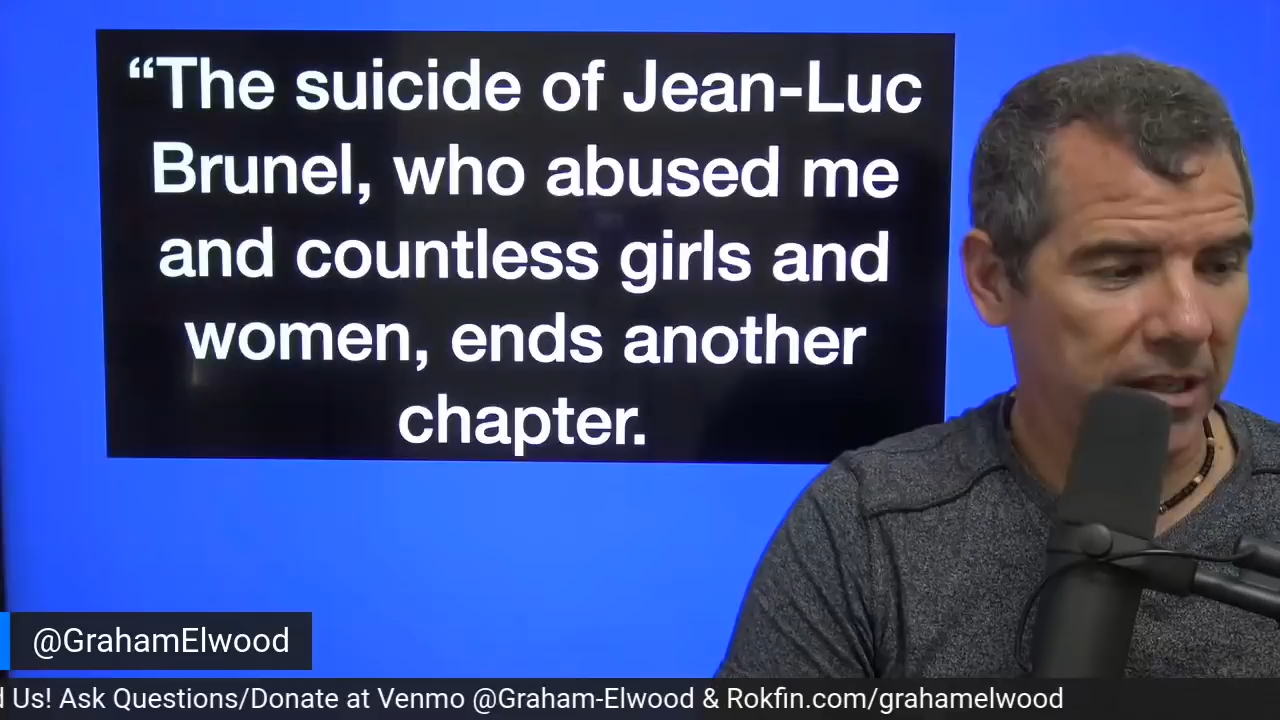 “The suicide of Jean-Luc
Brunel, who abused me
and countless girls and
women, ends another
chapter.
@GrahamElwood
Us! Ask Questions/Donate at Venmo @Graham-Elwood & Rokfin.com/grahamelwood